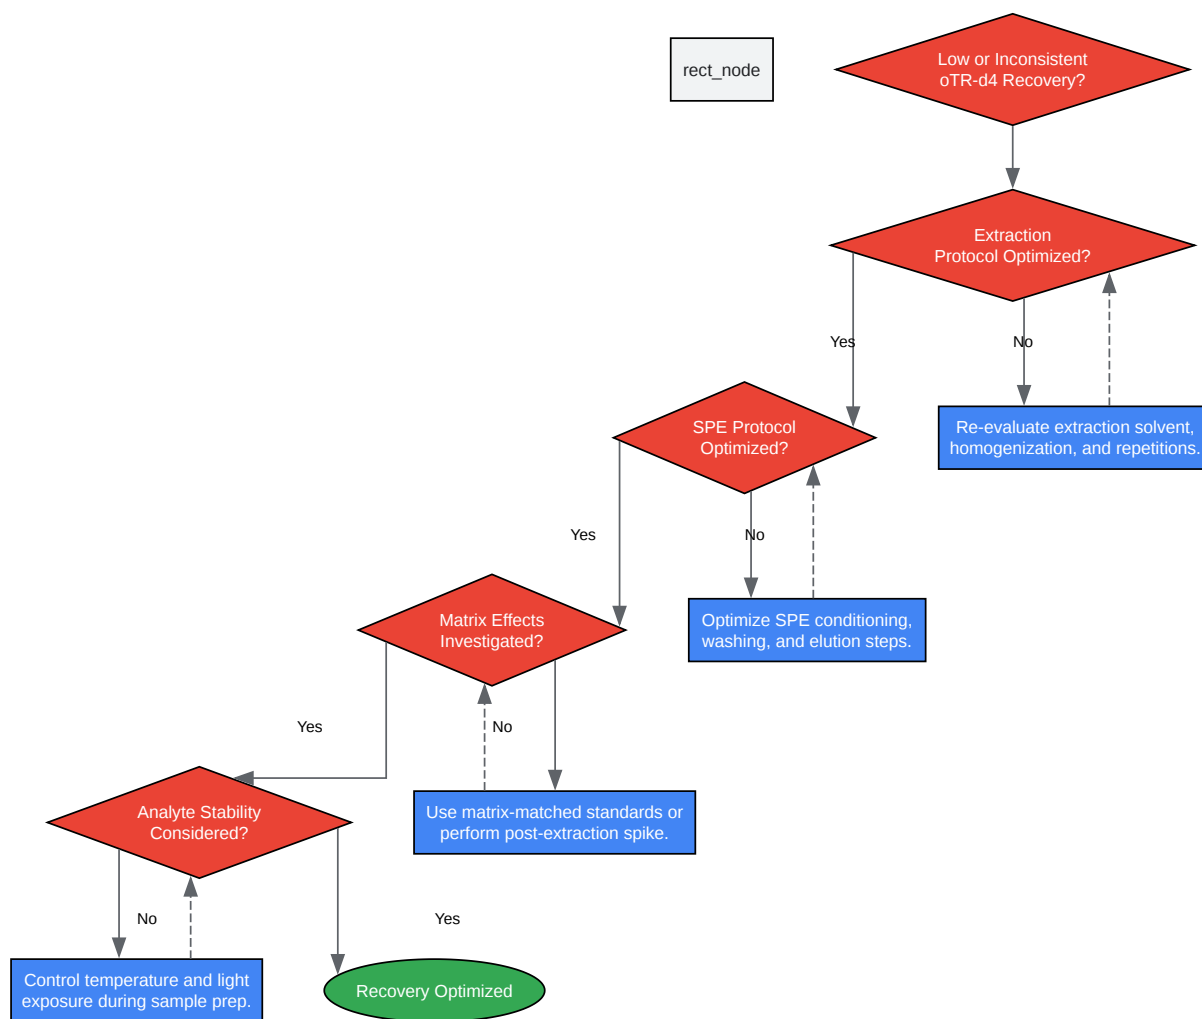 rect_node
Low or Inconsistent
oTR-d4 Recovery?
Extraction
Protocol Optimized?
Yes
No
SPE Protocol
Optimized?
Re-evaluate extraction solvent,
homogenization, and repetitions.
Yes
No
Matrix Effects
Investigated?
Optimize SPE conditioning,
washing, and elution steps.
Yes
No
Analyte Stability
Considered?
Use matrix-matched standards or
perform post-extraction spike.
No
Yes
Control temperature and light
exposure during sample prep.
Recovery Optimized